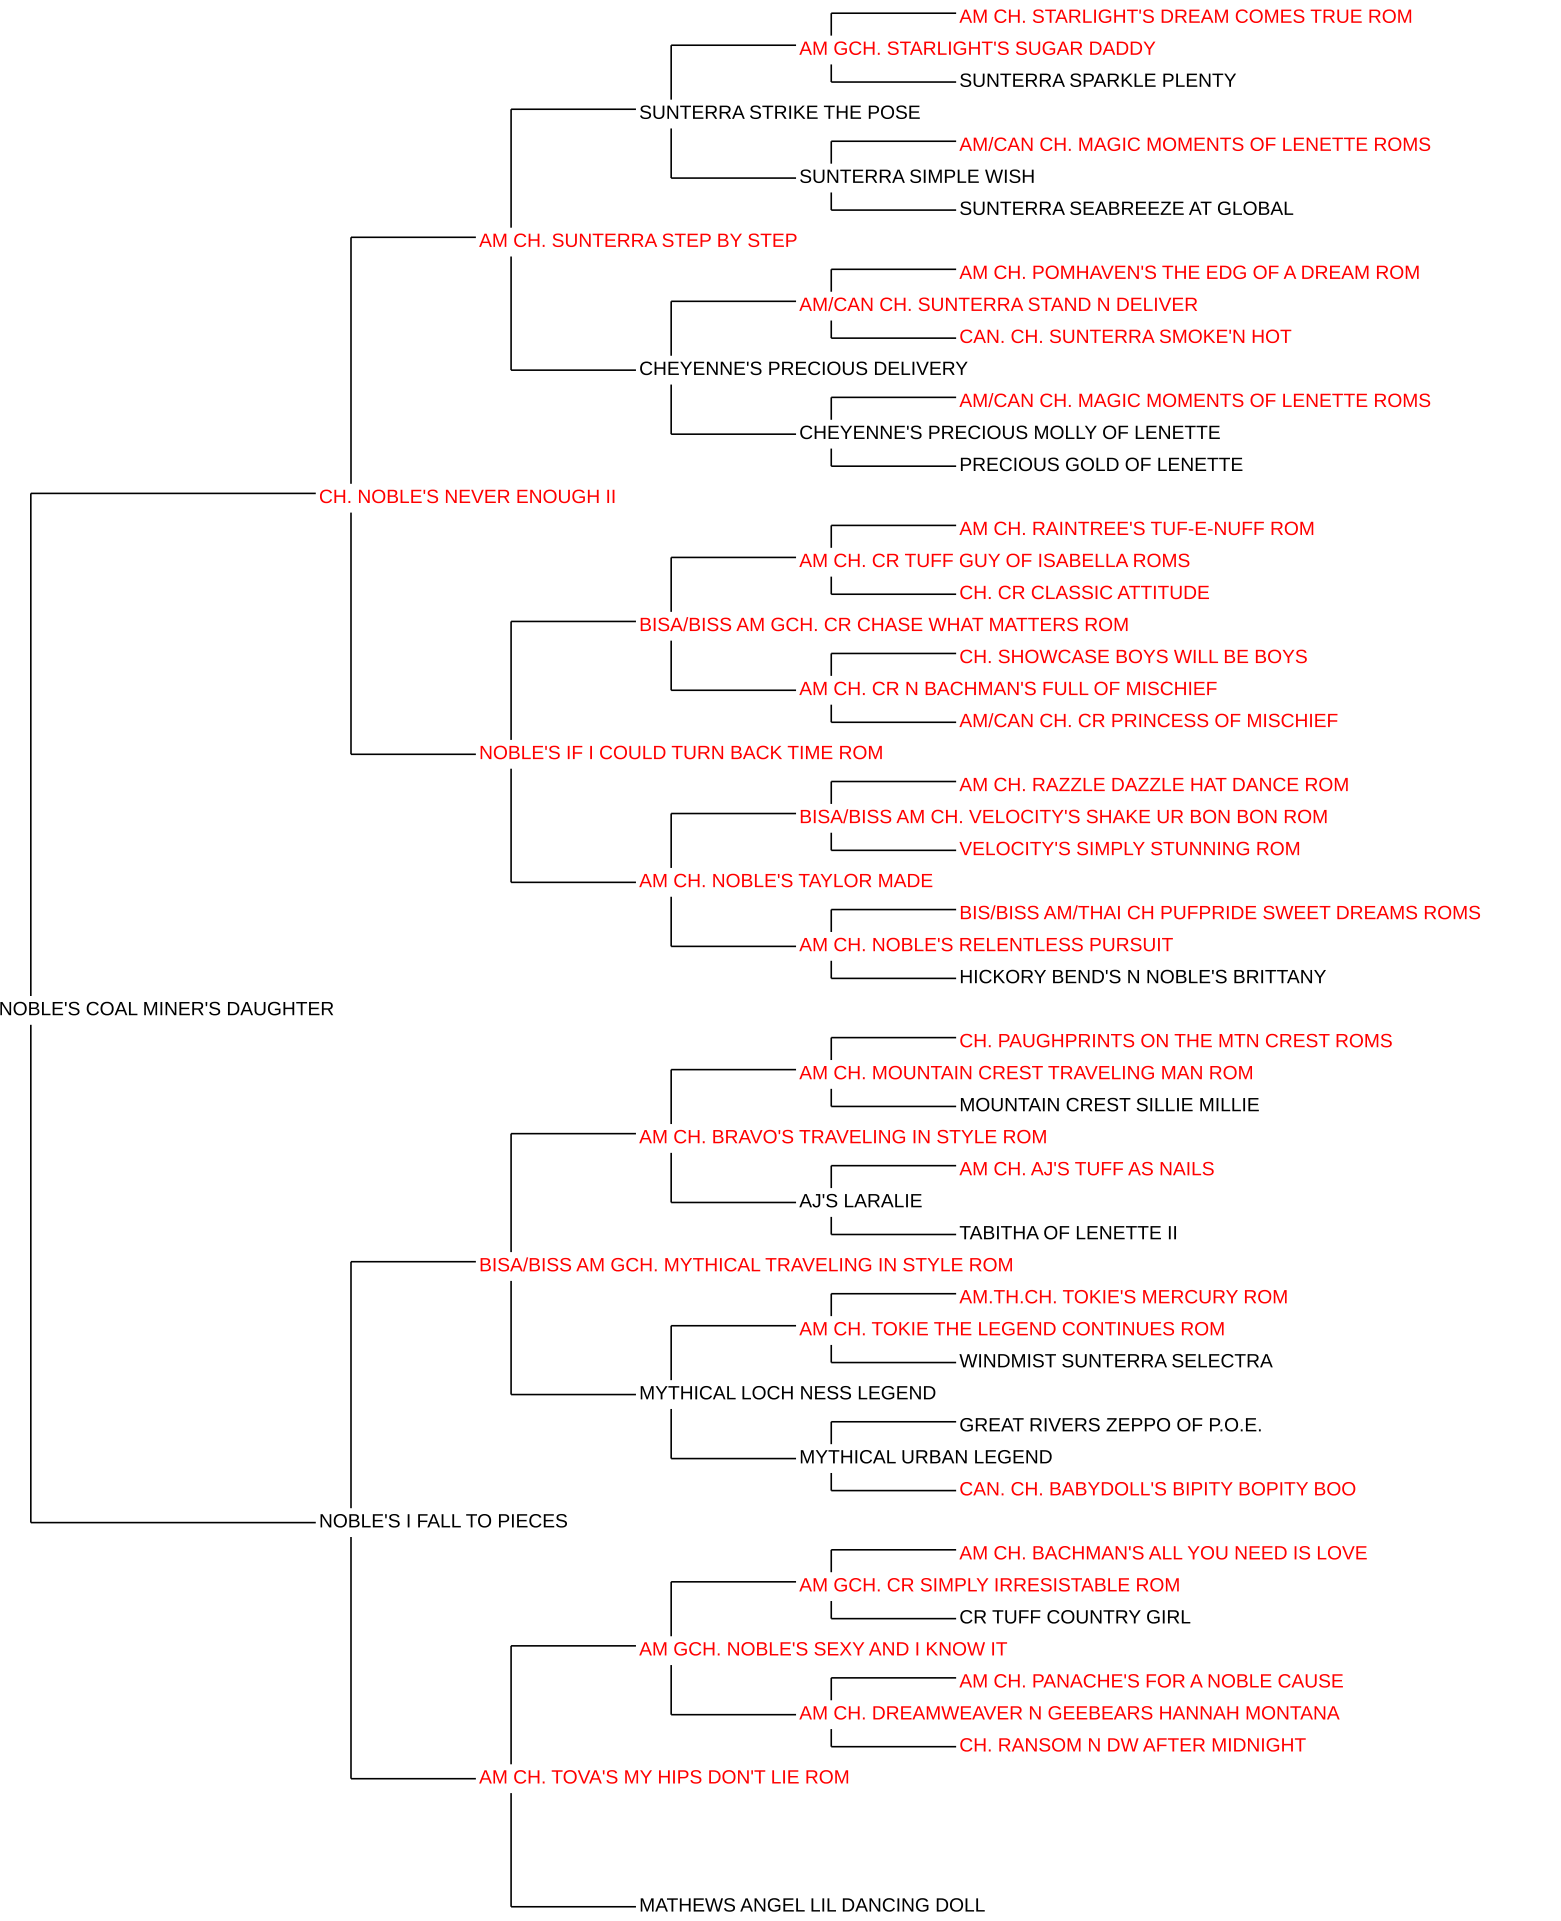 AM CH. STARLIGHT'S DREAM COMES TRUE ROM
AM GCH. STARLIGHT'S SUGAR DADDY
SUNTERRA SPARKLE PLENTY
SUNTERRA STRIKE THE POSE
AM/CAN CH. MAGIC MOMENTS OF LENETTE ROMS
SUNTERRA SIMPLE WISH
SUNTERRA SEABREEZE AT GLOBAL
AM CH. SUNTERRA STEP BY STEP
AM CH. POMHAVEN'S THE EDG OF A DREAM ROM
AM/CAN CH. SUNTERRA STAND N DELIVER
CAN. CH. SUNTERRA SMOKE'N HOT
CHEYENNE'S PRECIOUS DELIVERY
AM/CAN CH. MAGIC MOMENTS OF LENETTE ROMS
CHEYENNE'S PRECIOUS MOLLY OF LENETTE
PRECIOUS GOLD OF LENETTE
CH. NOBLE'S NEVER ENOUGH II
AM CH. RAINTREE'S TUF-E-NUFF ROM
AM CH. CR TUFF GUY OF ISABELLA ROMS
CH. CR CLASSIC ATTITUDE
BISA/BISS AM GCH. CR CHASE WHAT MATTERS ROM
CH. SHOWCASE BOYS WILL BE BOYS
AM CH. CR N BACHMAN'S FULL OF MISCHIEF
AM/CAN CH. CR PRINCESS OF MISCHIEF
NOBLE'S IF I COULD TURN BACK TIME ROM
AM CH. RAZZLE DAZZLE HAT DANCE ROM
BISA/BISS AM CH. VELOCITY'S SHAKE UR BON BON ROM
VELOCITY'S SIMPLY STUNNING ROM
AM CH. NOBLE'S TAYLOR MADE
BIS/BISS AM/THAI CH PUFPRIDE SWEET DREAMS ROMS
AM CH. NOBLE'S RELENTLESS PURSUIT
HICKORY BEND'S N NOBLE'S BRITTANY
NOBLE'S COAL MINER'S DAUGHTER
CH. PAUGHPRINTS ON THE MTN CREST ROMS
AM CH. MOUNTAIN CREST TRAVELING MAN ROM
MOUNTAIN CREST SILLIE MILLIE
AM CH. BRAVO'S TRAVELING IN STYLE ROM
AM CH. AJ'S TUFF AS NAILS
AJ'S LARALIE
TABITHA OF LENETTE II
BISA/BISS AM GCH. MYTHICAL TRAVELING IN STYLE ROM
AM.TH.CH. TOKIE'S MERCURY ROM
AM CH. TOKIE THE LEGEND CONTINUES ROM
WINDMIST SUNTERRA SELECTRA
MYTHICAL LOCH NESS LEGEND
GREAT RIVERS ZEPPO OF P.O.E.
MYTHICAL URBAN LEGEND
CAN. CH. BABYDOLL'S BIPITY BOPITY BOO
NOBLE'S I FALL TO PIECES
AM CH. BACHMAN'S ALL YOU NEED IS LOVE
AM GCH. CR SIMPLY IRRESISTABLE ROM
CR TUFF COUNTRY GIRL
AM GCH. NOBLE'S SEXY AND I KNOW IT
AM CH. PANACHE'S FOR A NOBLE CAUSE
AM CH. DREAMWEAVER N GEEBEARS HANNAH MONTANA
CH. RANSOM N DW AFTER MIDNIGHT
AM CH. TOVA'S MY HIPS DON'T LIE ROM
MATHEWS ANGEL LIL DANCING DOLL